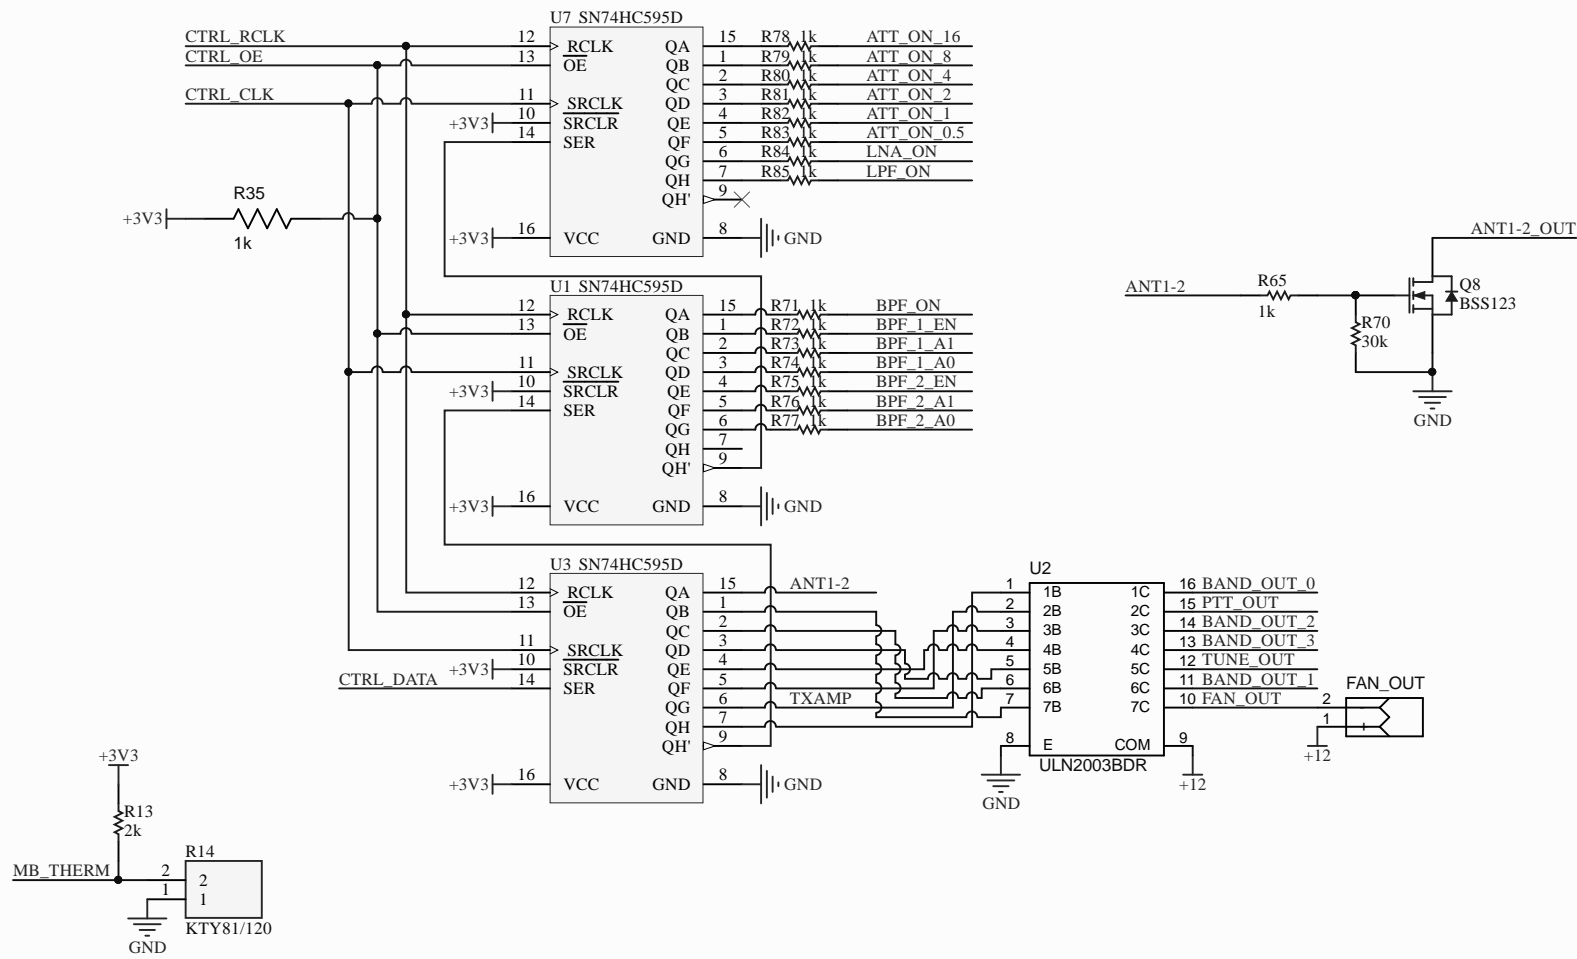 U7 SN74HC595D
CTRL_RCLK 12 RCLK QA 15 R78 1k ATT_ON_16
CTRL_OE 13 OE QB 1 R79 1k ATT_ON_8
QC 2 R80 1k ATT_ON_4
CTRL_CLK 11 SRCLK QD 3 R81 1k ATT_ON_2
+3V3 10 SRCLR QE 4 R82 1k ATT_ON_1
14 SER QF 5 R83 1k ATT_ON_0.5
QG 6 R84 1k LNA_ON
QH 7 R85 1k LPF_ON
QH' 9
+3V3 16 VCC GND 8 GND
R35
+3V3
1k
U1 SN74HC595D
12 RCLK QA 15 R71 1k BPF_ON
13 OE QB 1 R72 1k BPF_1_EN
QC 2 R73 1k BPF_1_A1
11 SRCLK QD 3 R74 1k BPF_1_A0
+3V3 10 SRCLR QE 4 R75 1k BPF_2_EN
14 SER QF 5 R76 1k BPF_2_A1
QG 6 R77 1k BPF_2_A0
QH 7
QH' 9
+3V3 16 VCC GND 8 GND
ANT1-2_OUT
ANT1-2 R65 1k
Q8
BSS123
R70
30k
GND
U3 SN74HC595D
12 RCLK QA 15 ANT1-2
13 OE QB 1
QC 2
11 SRCLK QD 3
+3V3 10 SRCLR QE 4
CTRL_DATA 14 SER QF 5
QG 6 TXAMP
QH 7
QH' 9
+3V3 16 VCC GND 8 GND
U2
1 1B 1C 16 BAND_OUT_0
2 2B 2C 15 PTT_OUT
3 3B 3C 14 BAND_OUT_2
4 4B 4C 13 BAND_OUT_3
5 5B 5C 12 TUNE_OUT
6 6B 6C 11 BAND_OUT_1
7 7B 7C 10 FAN_OUT
8 E COM 9
ULN2003BDR
GND
+12
FAN_OUT
2
1
+12
+3V3
R13
2k
R14
MB_THERM 2 2
1 1
KTY81/120
GND